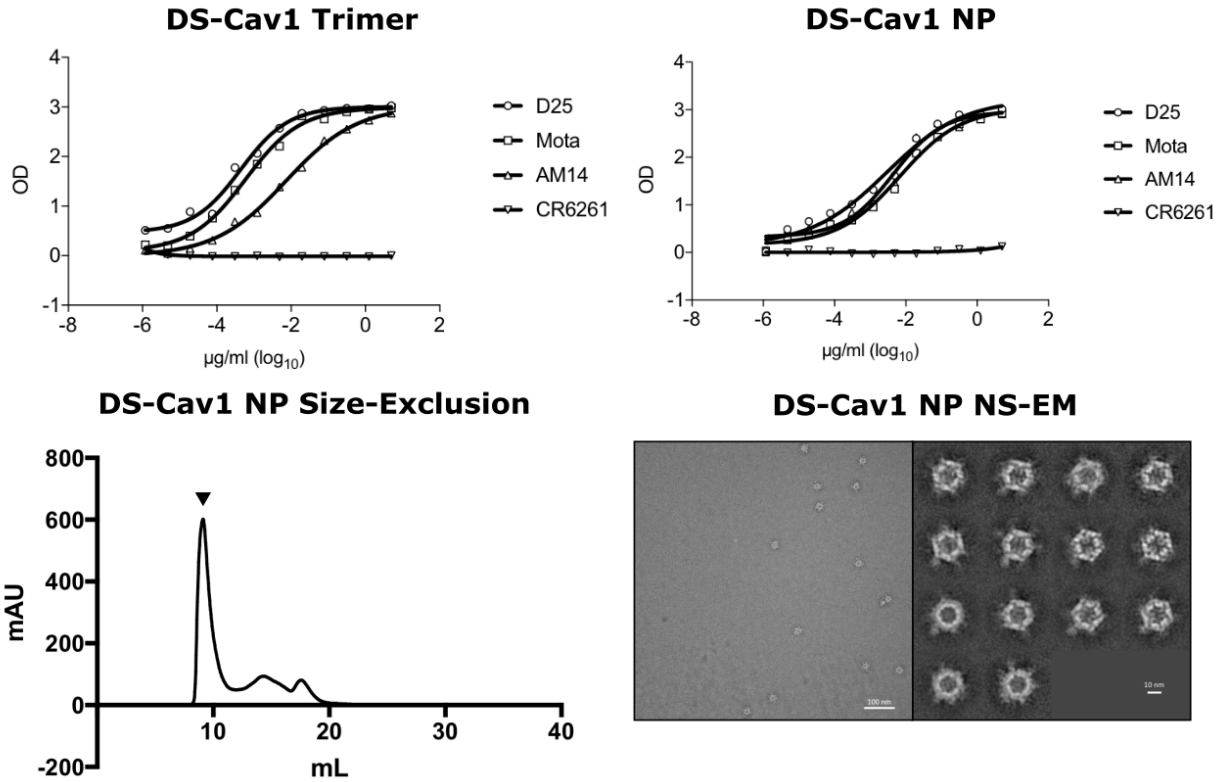 DS-Cav1 Trimer
4
3
2
1
0
-1
OD
-8
-6
-4
-2
0
2
µg/ml (log10)
D25
Mota
AM14
CR6261
DS-Cav1 NP
4
3
2
1
0
-1
OD
-8
-6
-4
-2
0
2
µg/ml (log10)
D25
Mota
AM14
CR6261
DS-Cav1 NP Size-Exclusion
800
600
400
200
0
-200
mAU
10
20
30
40
mL
DS-Cav1 NP NS-EM
100 nm
10 nm